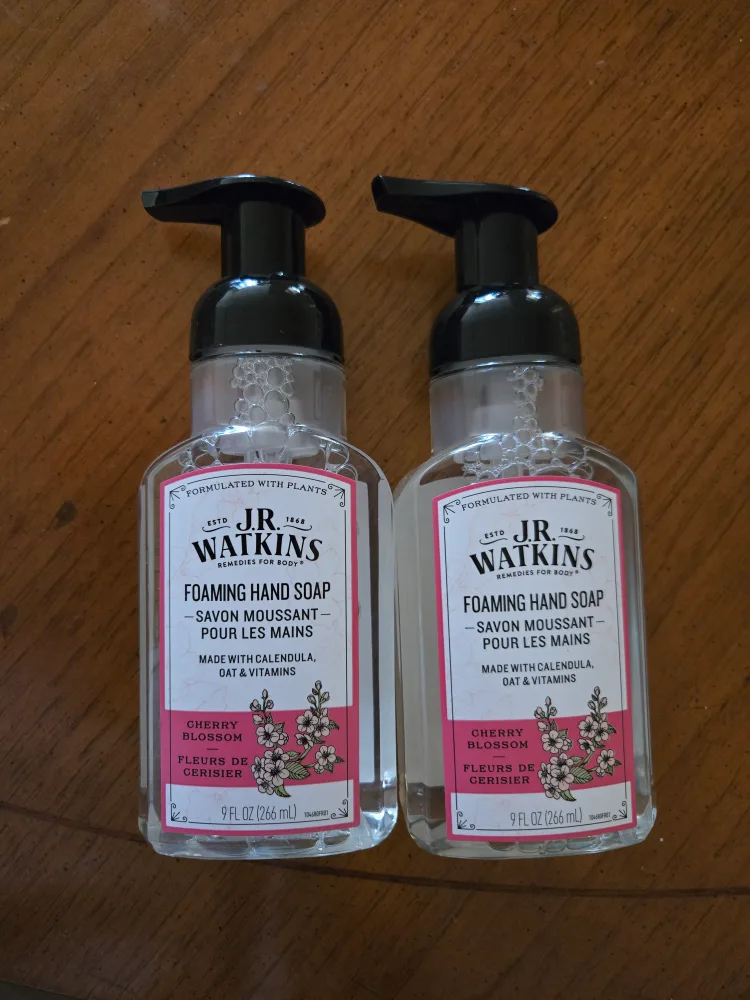 FORMULATED WITH PLANTS
ESTD J.R. 1868
WATKINS
REMEDIES FOR BODY®
FOAMING HAND SOAP
SAVON MOUSSANT
POUR LES MAINS
MADE WITH CALENDULA,
OAT & VITAMINS
CHERRY
BLOSSOM
FLEURS DE
CERISIER
9 FL OZ (266 mL)
FORMULATED WITH PLANTS
ESTD J.R. 1868
WATKINS
REMEDIES FOR BODY®
FOAMING HAND SOAP
SAVON MOUSSANT
POUR LES MAINS
MADE WITH CALENDULA,
OAT & VITAMINS
CHERRY
BLOSSOM
FLEURS DE
CERISIER
9 FL OZ (266 mL)